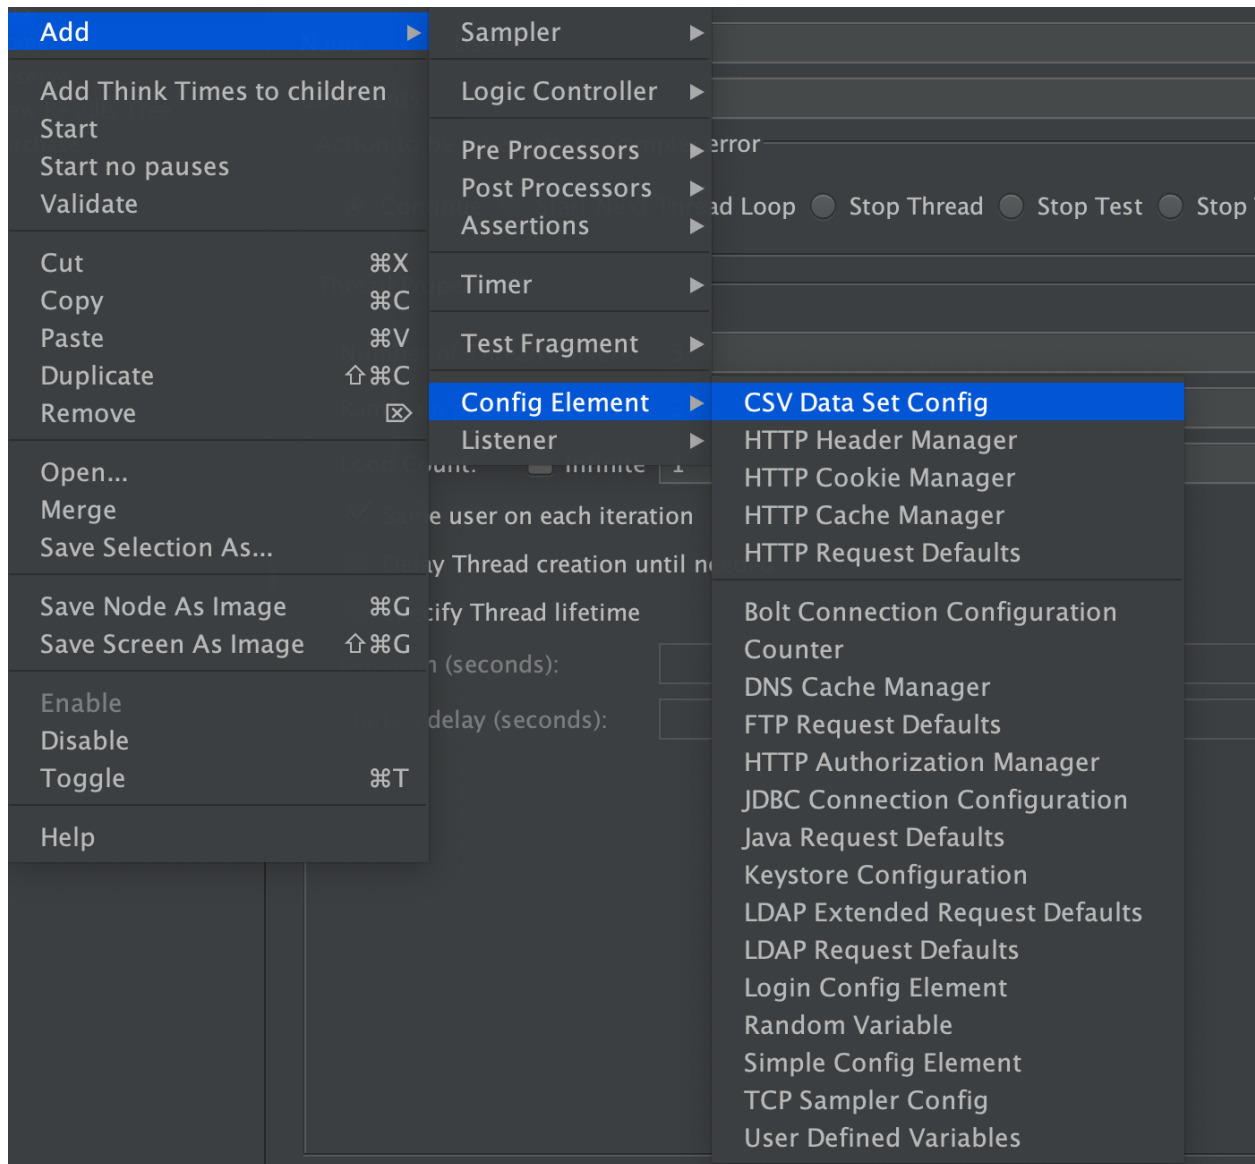 Add
Add Think Times to children
Start
Start no pauses
Validate
Cut ⌘X
Copy ⌘C
Paste ⌘V
Duplicate ⇧⌘C
Remove ⌦
Open...
Merge
Save Selection As...
Save Node As Image ⌘G
Save Screen As Image ⇧⌘G
Enable
Disable
Toggle ⌘T
Help
Sampler
Logic Controller
Pre Processors
Post Processors
Assertions
Timer
Test Fragment
Config Element
Listener
CSV Data Set Config
HTTP Header Manager
HTTP Cookie Manager
HTTP Cache Manager
HTTP Request Defaults
Bolt Connection Configuration
Counter
DNS Cache Manager
FTP Request Defaults
HTTP Authorization Manager
JDBC Connection Configuration
Java Request Defaults
Keystore Configuration
LDAP Extended Request Defaults
LDAP Request Defaults
Login Config Element
Random Variable
Simple Config Element
TCP Sampler Config
User Defined Variables
error
ad Loop Stop Thread Stop Test Stop
Infinite 1
user on each iteration
Thread creation until
Thread lifetime
(seconds):
delay (seconds):